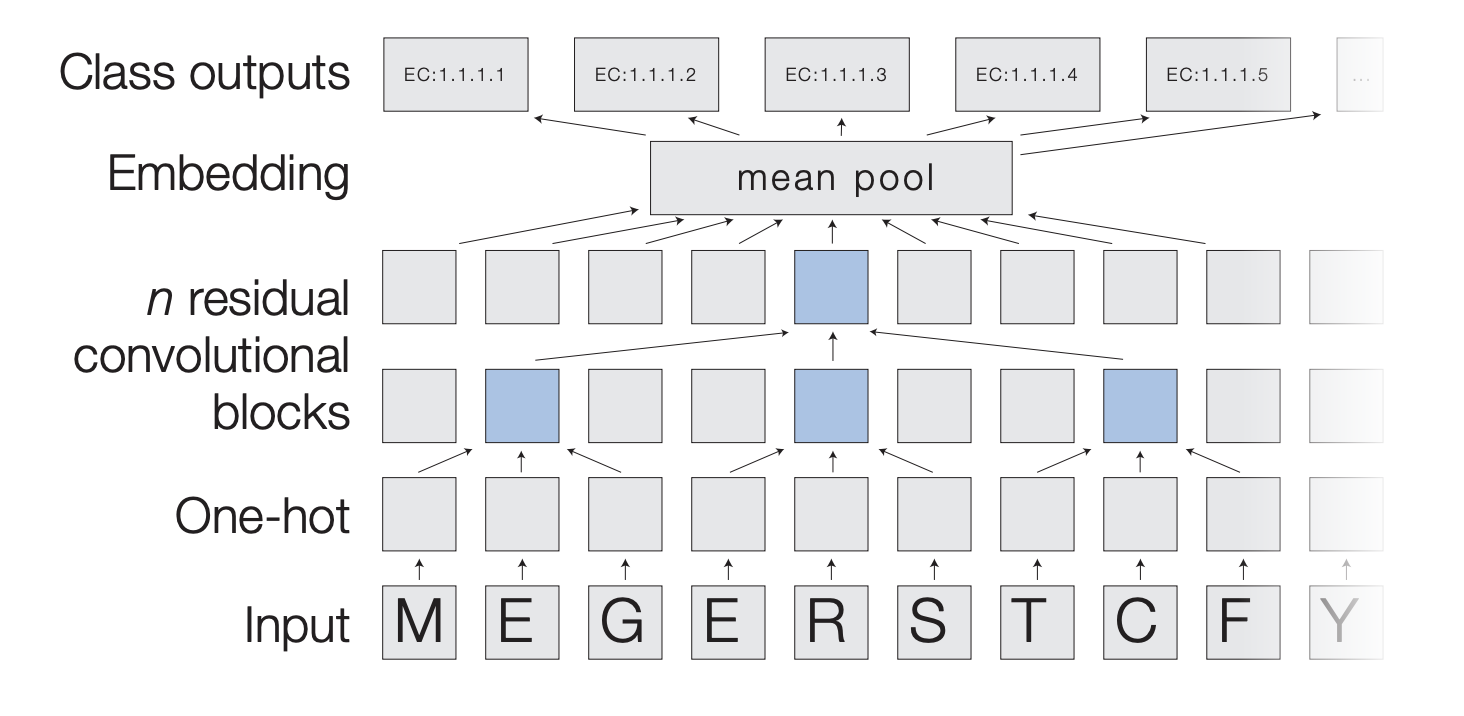 Class outputs
EC:1.1.1.1 EC:1.1.1.2 EC:1.1.1.3 EC:1.1.1.4 EC:1.1.1.5 ...
Embedding
mean pool
n residual
convolutional
blocks
One-hot
Input
M E G E R S T C F Y